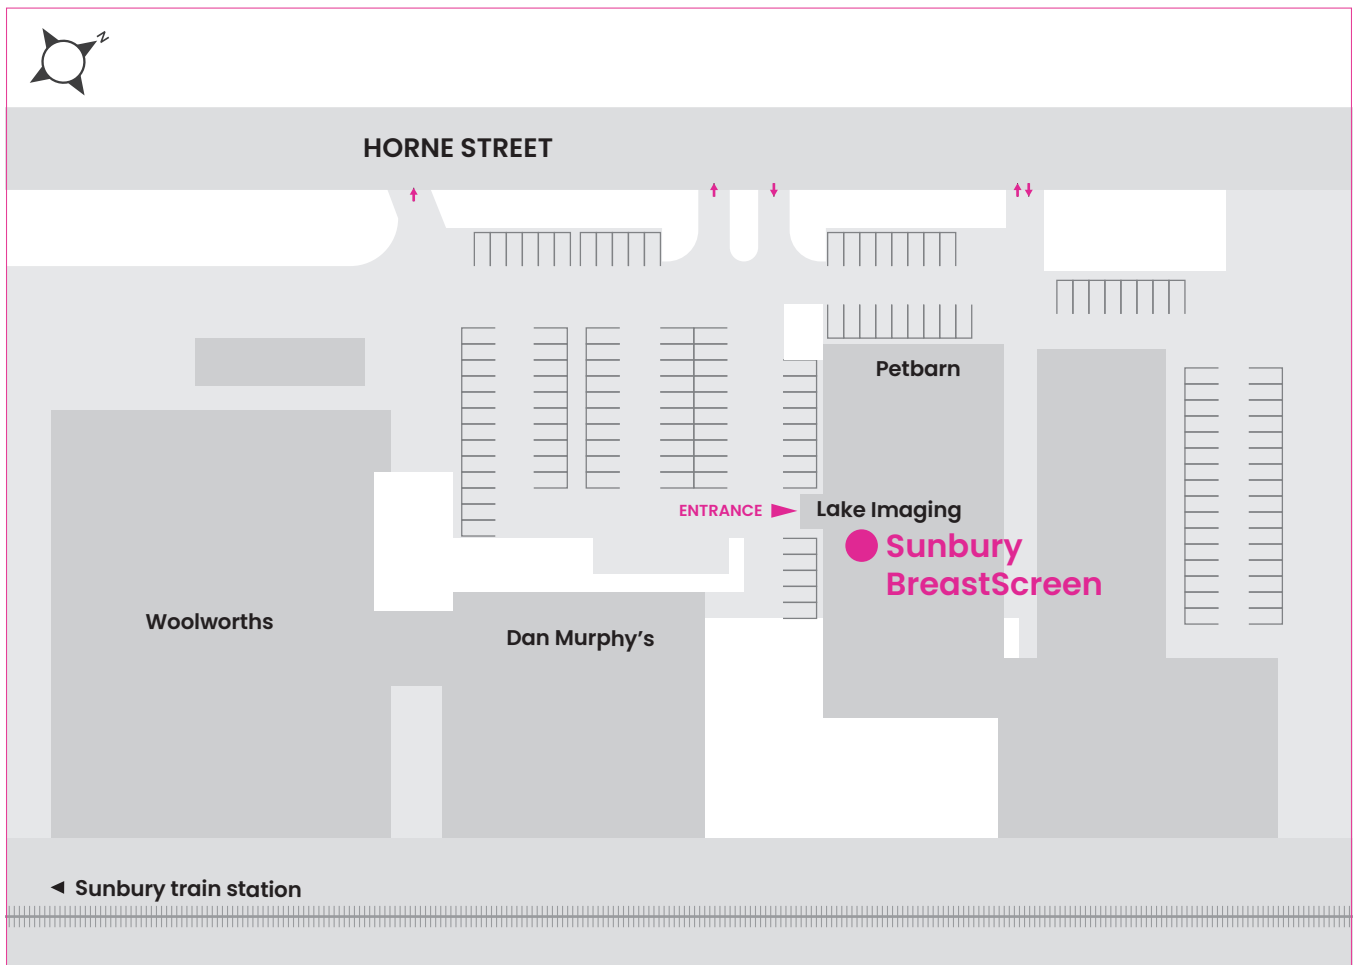 N
HORNE STREET
Petbarn
ENTRANCE
Lake Imaging
Sunbury
BreastScreen
Woolworths
Dan Murphy’s
Sunbury train station